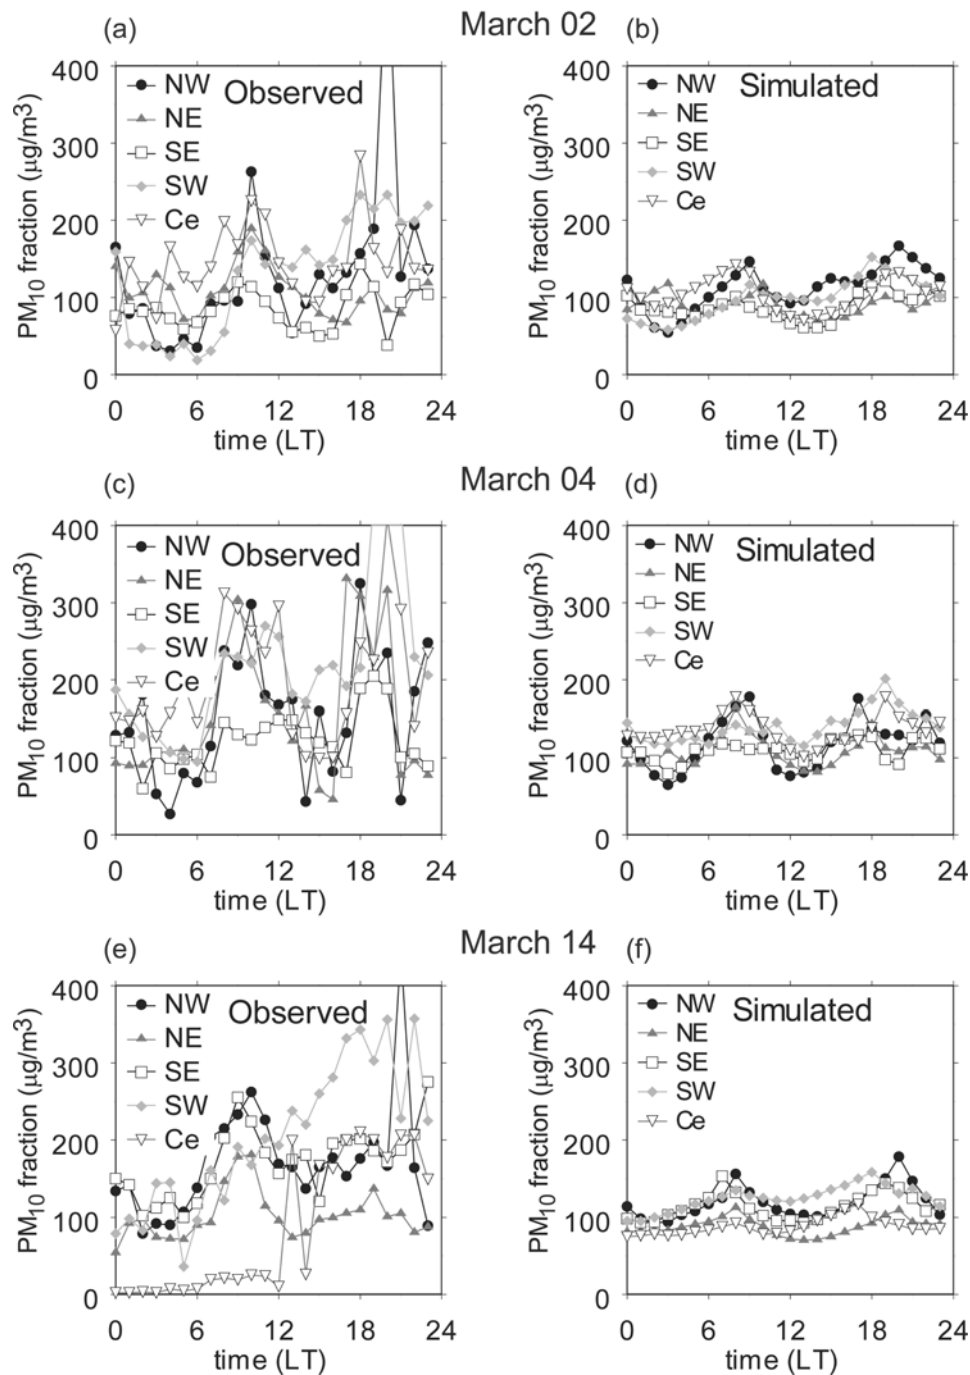 (a) March 02 (b)
400 Observed NW 400 Simulated NW
NE NE
300 SE 300 SE
SW SW
Ce Ce
200 200
100 100
0 0
PM10 fraction (µg/m3) PM10 fraction (µg/m3)
0 6 12 18 24 0 6 12 18 24
time (LT) time (LT)
(c) March 04 (d)
400 Observed NW 400 Simulated NW
NE NE
300 SE 300 SE
SW SW
Ce Ce
200 200
100 100
0 0
PM10 fraction (µg/m3) PM10 fraction (µg/m3)
0 6 12 18 24 0 6 12 18 24
time (LT) time (LT)
(e) March 14 (f)
400 Observed NW 400 Simulated NW
NE NE
300 SE 300 SE
SW SW
Ce Ce
200 200
100 100
0 0
PM10 fraction (µg/m3) PM10 fraction (µg/m3)
0 6 12 18 24 0 6 12 18 24
time (LT) time (LT)